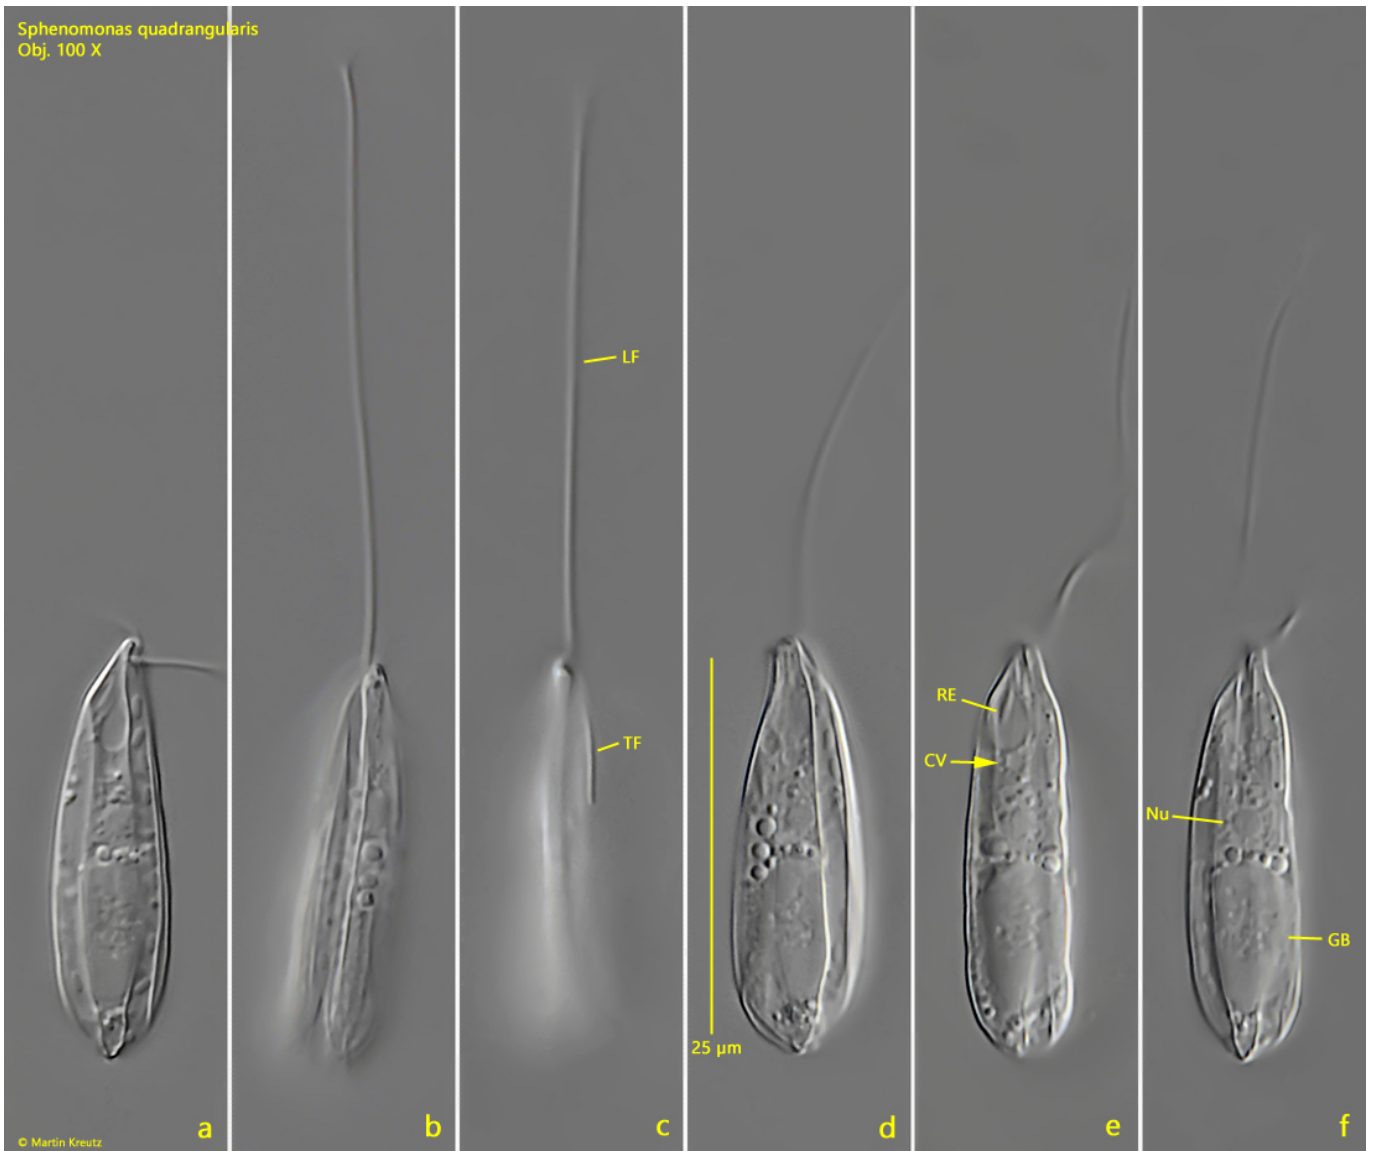 Sphenomonas quadrangularis
Obj. 100 X
LF
TF
RE
CV
Nu
GB
25 µm
a
b
c
d
e
f
© Martin Kreutz